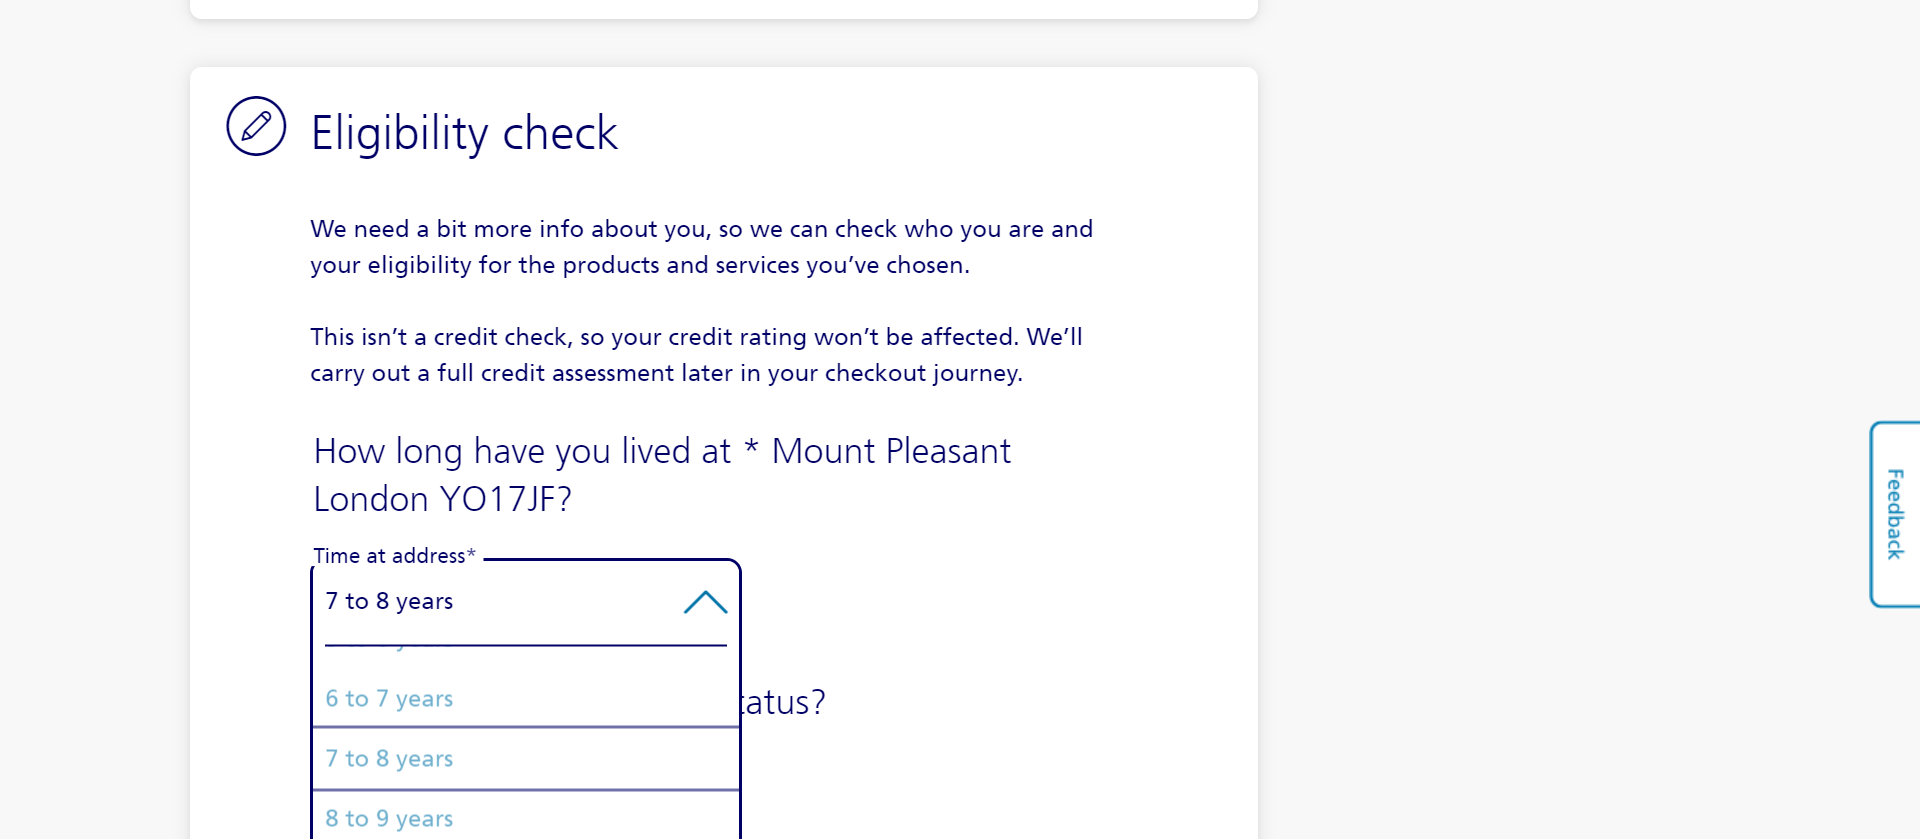 Eligibility check
We need a bit more info about you, so we can check who you are and
your eligibility for the products and services you’ve chosen.
This isn’t a credit check, so your credit rating won’t be affected. We’ll
carry out a full credit assessment later in your checkout journey.
How long have you lived at * Mount Pleasant
London YO17JF?
Time at address*
7 to 8 years
6 to 7 years
atus?
7 to 8 years
8 to 9 years
Feedback